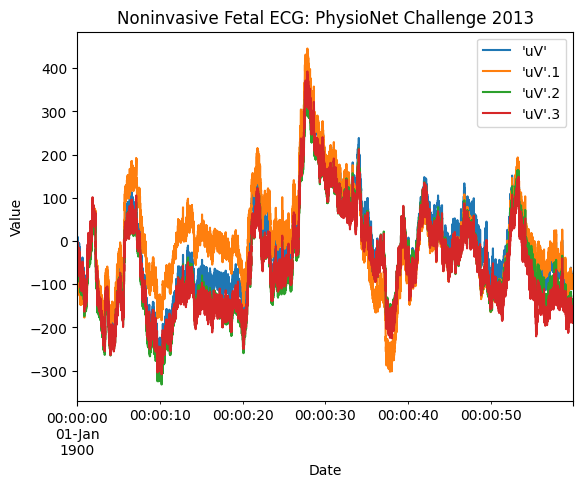 Noninvasive Fetal ECG: PhysioNet Challenge 2013
'uV'
'uV'.1
'uV'.2
'uV'.3
400
300
200
100
0
−100
−200
−300
Value
00:00:00
01-Jan
1900
00:00:10
00:00:20
00:00:30
00:00:40
00:00:50
Date